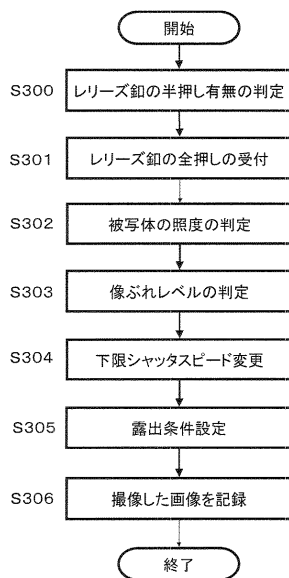 開始
S300 レリーズ釦の半押し有無の判定
S301 レリーズ釦の全押しの受付
S302 被写体の照度の判定
S303 像ぶれレベルの判定
S304 下限シャッタスピード変更
S305 露出条件設定
S306 撮像した画像を記録
終了